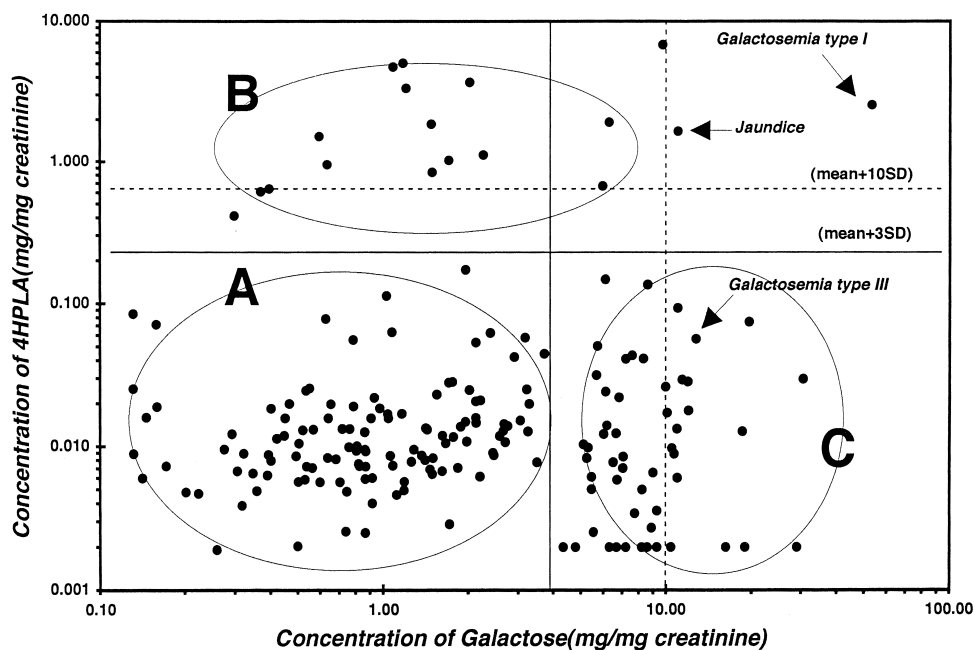 10.000
Galactosemia type I
B
Jaundice
1.000
(mean+10SD)
(mean+3SD)
A
Galactosemia type III
0.100
0.010
C
0.001
0.10
1.00
10.00
100.00
Concentration of 4HPLA(mg/mg creatinine)
Concentration of Galactose(mg/mg creatinine)